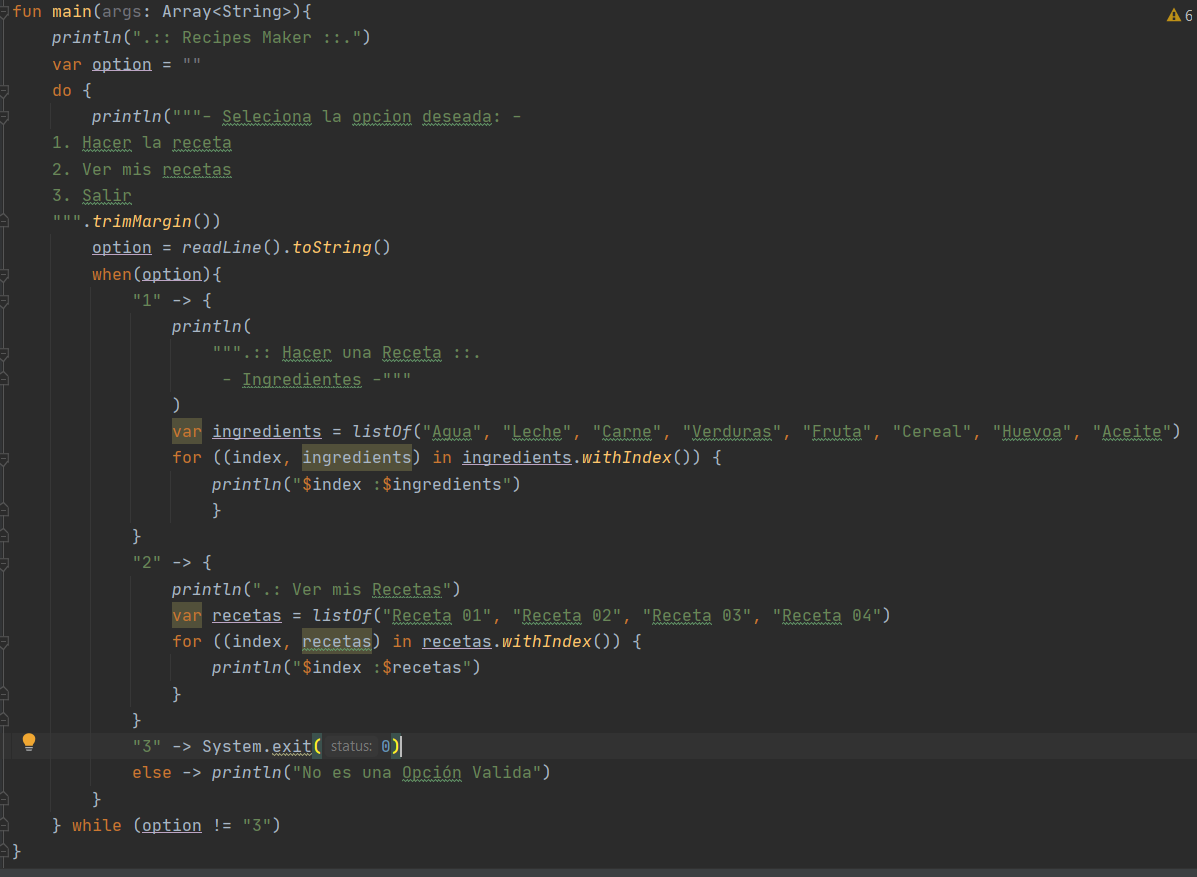 fun main(args: Array<String>){
    println(".:: Recipes Maker ::.")
    var option = ""
    do {
        println("""- Seleciona la opcion deseada: -
    1. Hacer la receta
    2. Ver mis recetas
    3. Salir
    """.trimMargin())
        option = readLine().toString()
        when(option){
            "1" -> {
                println(
                    """.:: Hacer una Receta ::.
                     - Ingredientes -"""
                )
                var ingredients = listOf("Agua", "Leche", "Carne", "Verduras", "Fruta", "Cereal", "Huevoa", "Aceite")
                for ((index, ingredients) in ingredients.withIndex()) {
                    println("$index :$ingredients")
                    }
            }
            "2" -> {
                println(".: Ver mis Recetas")
                var recetas = listOf("Receta 01", "Receta 02", "Receta 03", "Receta 04")
                for ((index, recetas) in recetas.withIndex()) {
                    println("$index :$recetas")
                }
            }
            "3" -> System.exit( status: 0)
            else -> println("No es una Opción Valida")
        }
    } while (option != "3")
}
6